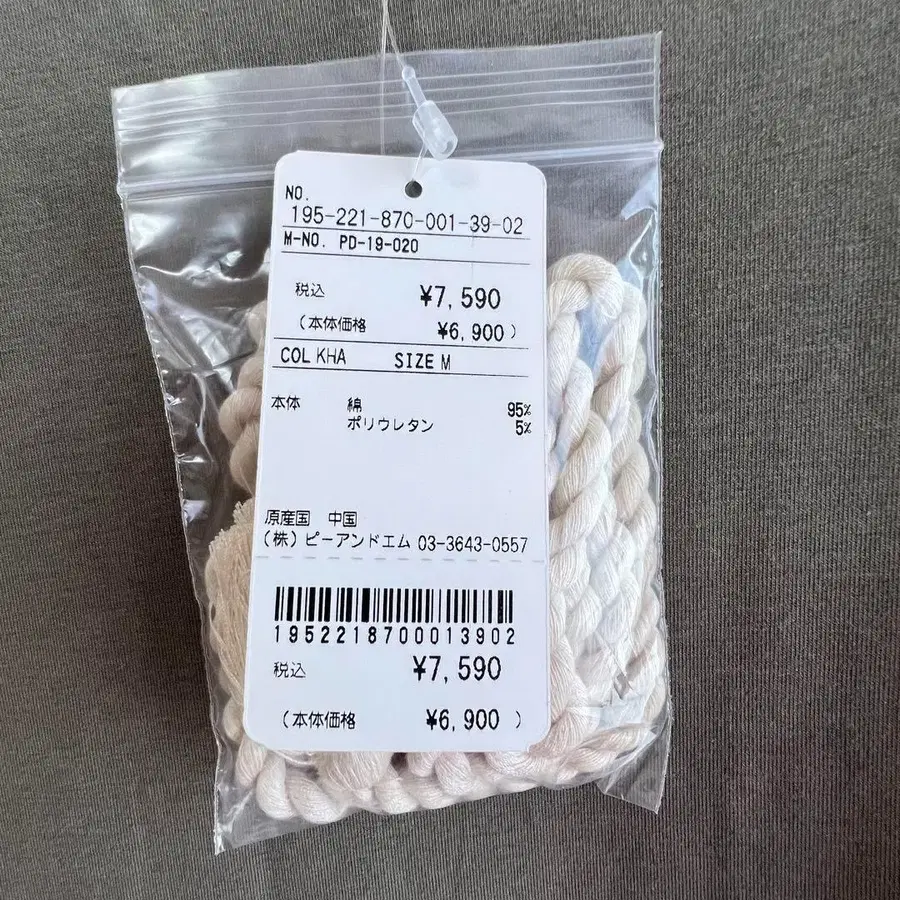 NO.
195-221-870-001-39-02
M-NO. PD-19-020
税込 ¥7,590
(本体価格 ¥6,900)
COL KHA SIZE M
本体 綿 95%
ポリウレタン 5%
原産国 中国
(株)ピーアンドエム 03-3643-0557
1952218700013902
税込 ¥7,590
(本体価格 ¥6,900)